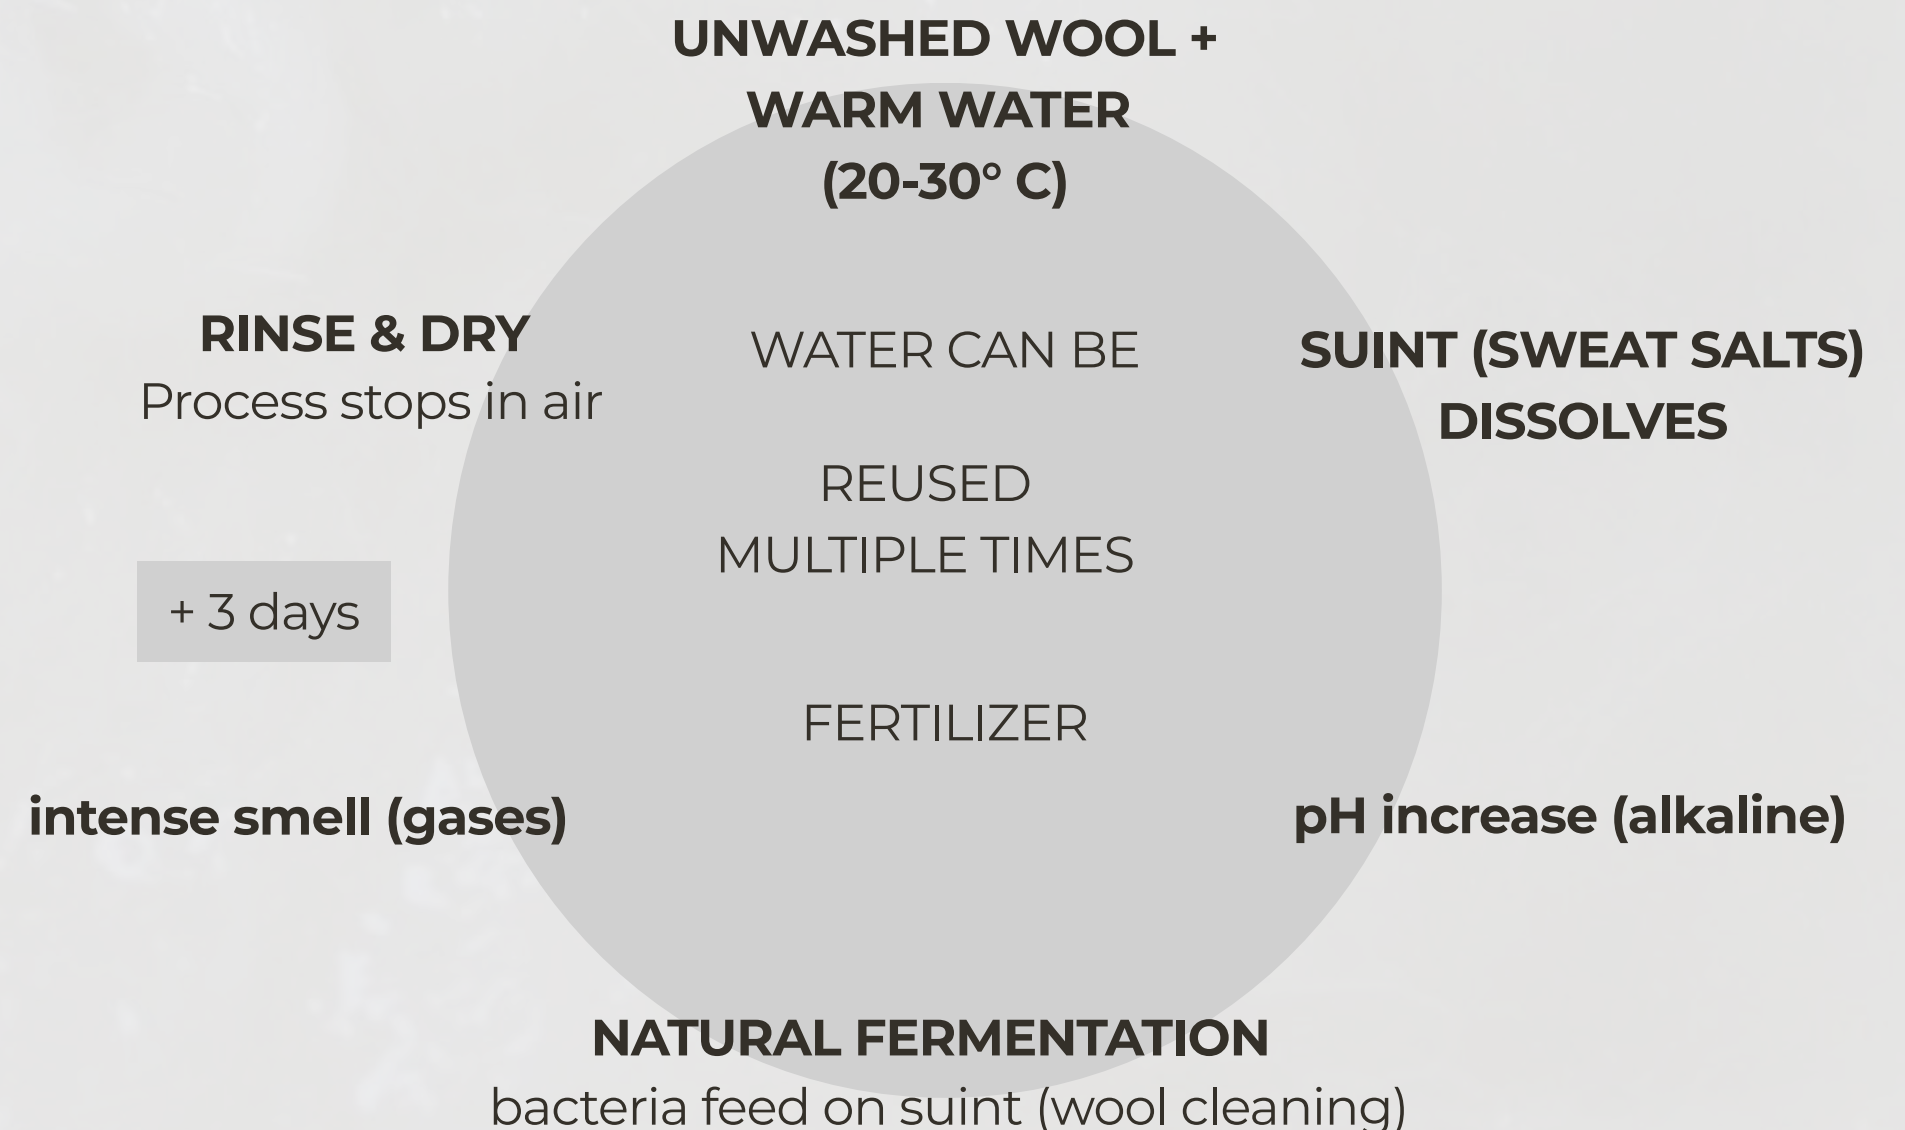 UNWASHED WOOL +
WARM WATER
(20-30° C)
RINSE & DRY
Process stops in air
WATER CAN BE
REUSED
MULTIPLE TIMES
SUINT (SWEAT SALTS)
DISSOLVES
+ 3 days
FERTILIZER
intense smell (gases)
pH increase (alkaline)
NATURAL FERMENTATION
bacteria feed on suint (wool cleaning)